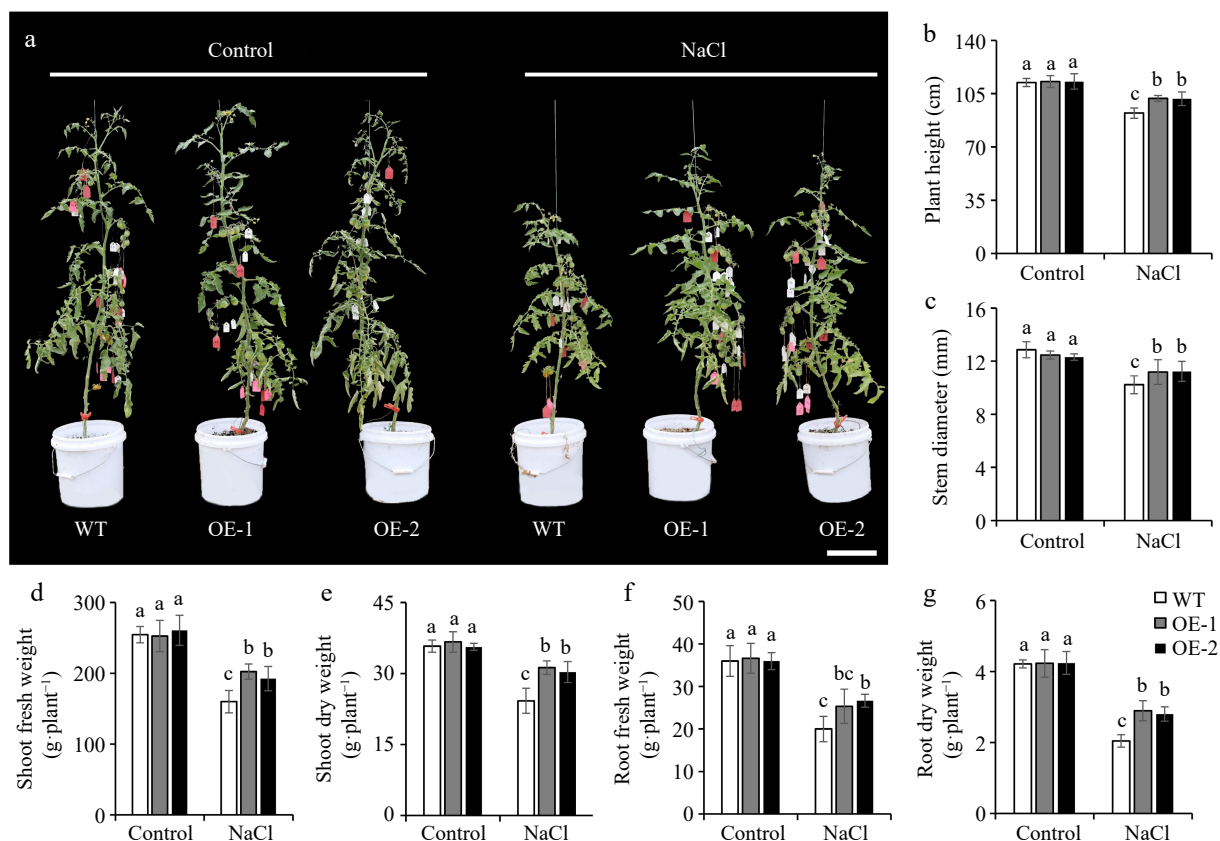 a
Control
NaCl
WT
OE-1
OE-2
WT
OE-1
OE-2
b
Plant height (cm)
140
105
70
35
0
a a a
c b b
Control
NaCl
c
Stem diameter (mm)
16
12
8
4
0
a a a
c b b
Control
NaCl
d
Shoot fresh weight
(g·plant⁻¹)
300
200
100
0
a a a
c b b
Control
NaCl
e
Shoot dry weight
(g·plant⁻¹)
45
30
15
0
a a a
c b b
Control
NaCl
f
Root fresh weight
(g·plant⁻¹)
50
40
30
20
10
0
a a a
c bc b
Control
NaCl
g
Root dry weight
(g·plant⁻¹)
6
4
2
0
a a a
c b b
Control
NaCl
WT
OE-1
OE-2